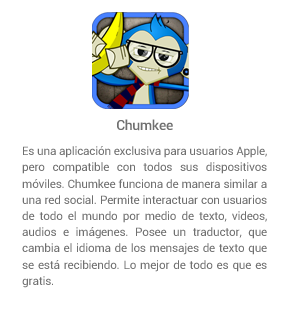 Chumkee
Es una aplicación exclusiva para usuarios Apple,
pero compatible con todos sus dispositivos
móviles. Chumkee funciona de manera similar a
una red social. Permite interactuar con usuarios
de todo el mundo por medio de texto, videos,
audios e imágenes. Posee un traductor, que
cambia el idioma de los mensajes de texto que
se está recibiendo. Lo mejor de todo es que es
gratis.